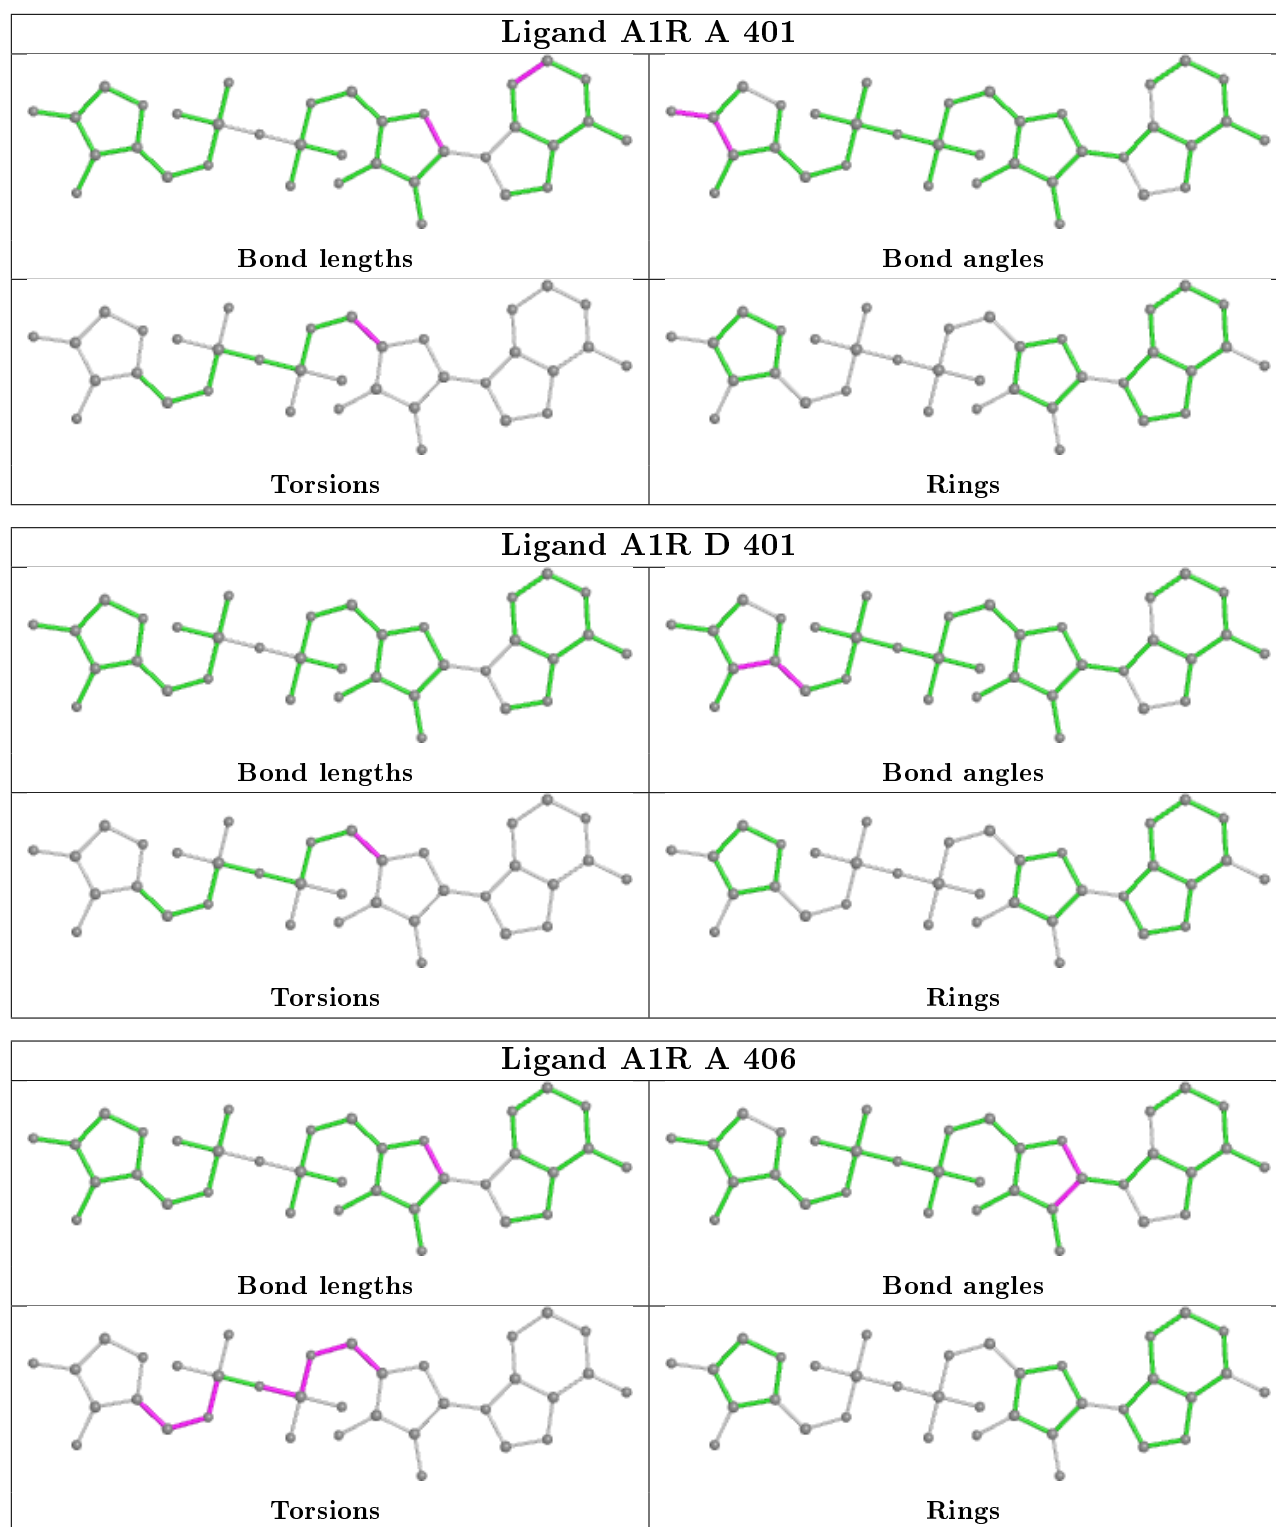 Ligand A1R A 401
Bond lengths
Bond angles
Torsions
Rings
Ligand A1R D 401
Bond lengths
Bond angles
Torsions
Rings
Ligand A1R A 406
Bond lengths
Bond angles
Torsions
Rings